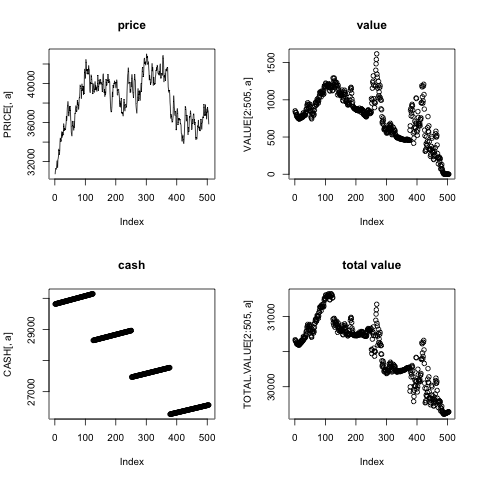 price
PRICE[, a]
32000 36000 40000
0 100 200 300 400 500
Index
value
VALUE[2:505, a]
0 500 1000 1500
0 100 200 300 400 500
Index
cash
CASH[, a]
27000 29000
0 100 200 300 400 500
Index
total value
TOTAL.VALUE[2:505, a]
30000 31000
0 100 200 300 400 500
Index